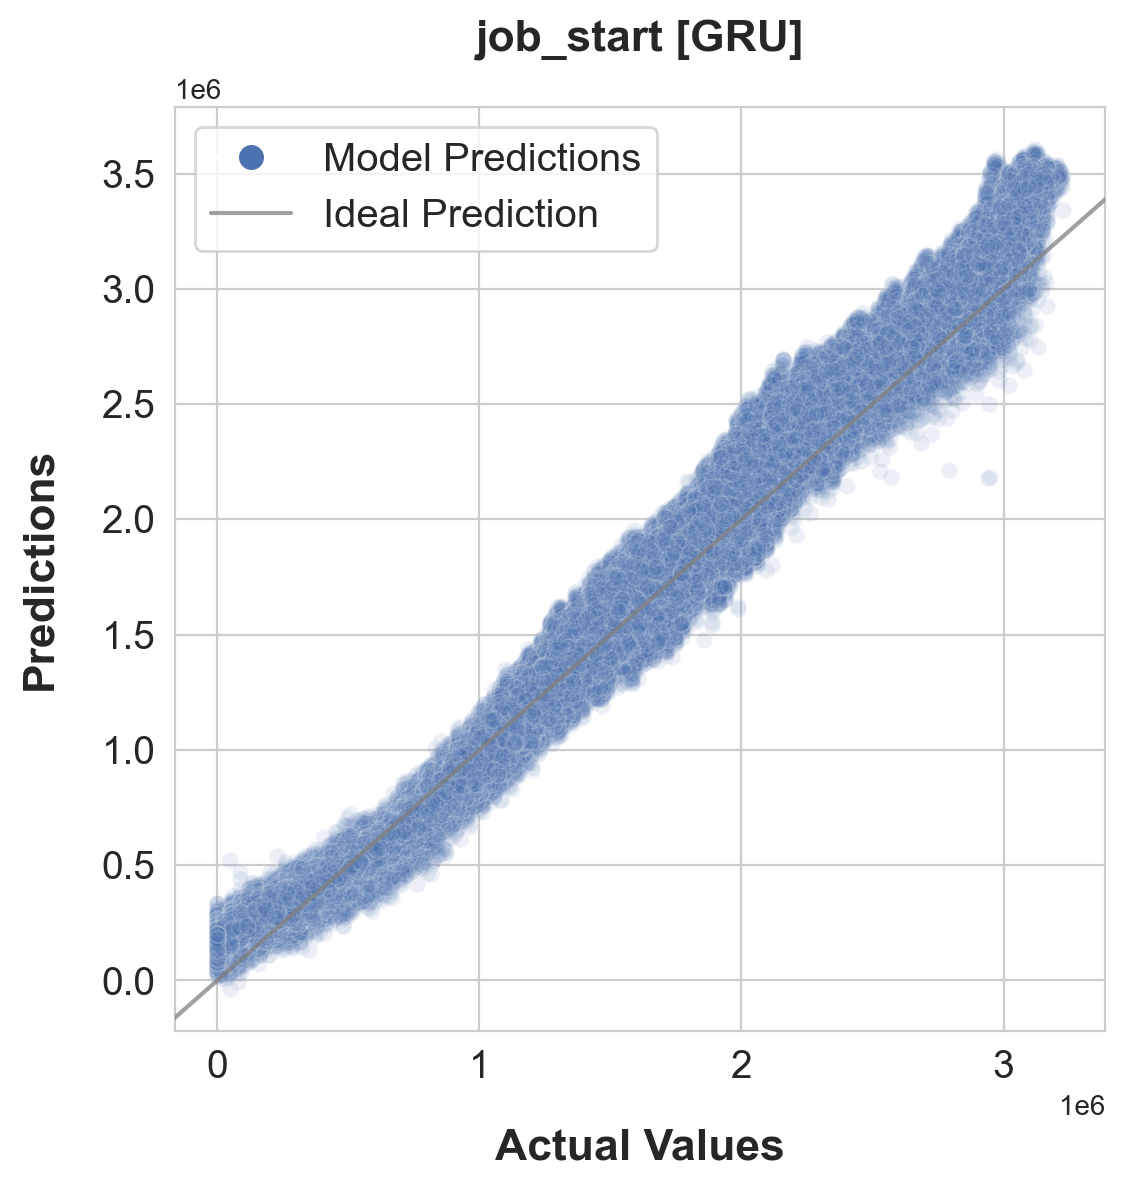 job_start [GRU]
1e6
Model Predictions
Ideal Prediction
3.5
3.0
2.5
2.0
1.5
1.0
0.5
0.0
Predictions
0 1 2 3
1e6
Actual Values